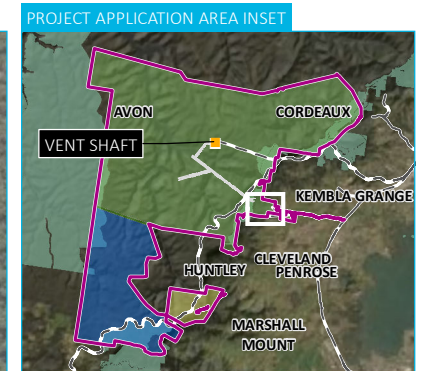 PROJECT APPLICATION AREA INSET
AVON
CORDEAUX
VENT SHAFT
KEMBLA GRANGE
CLEVELAND
HUNTLEY
PENROSE
MARSHALL
MOUNT